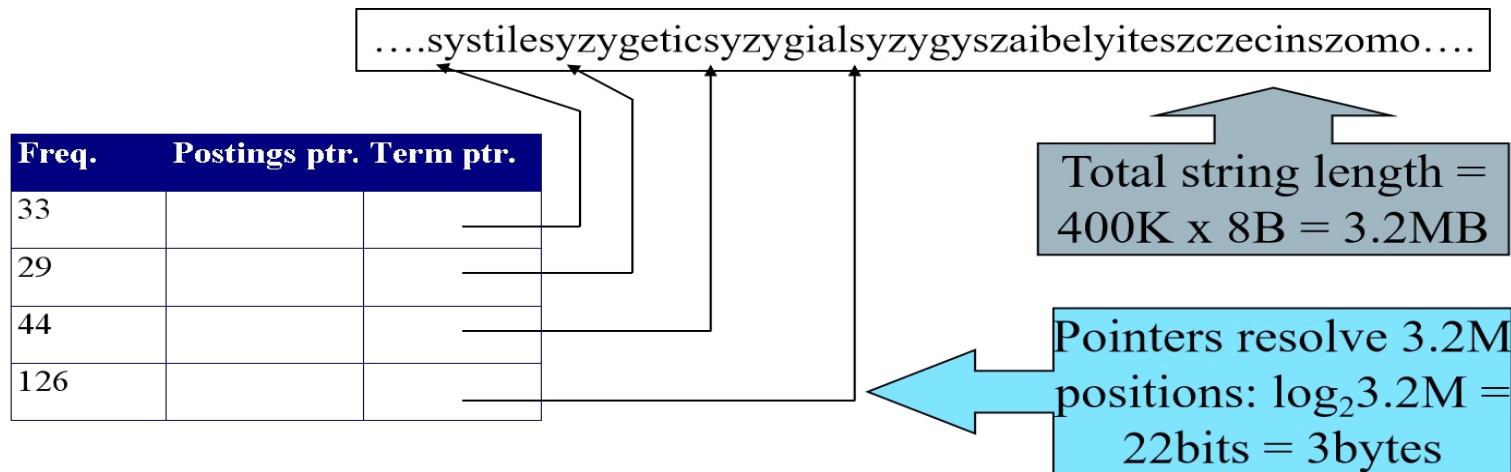 ….systilesyzygeticsyzygialsyzygyszaibelyiteszczecinszomo….
Freq. Postings ptr. Term ptr.
33
29
44
126
Total string length =
400K x 8B = 3.2MB
Pointers resolve 3.2M
positions: log₂3.2M =
22bits = 3bytes